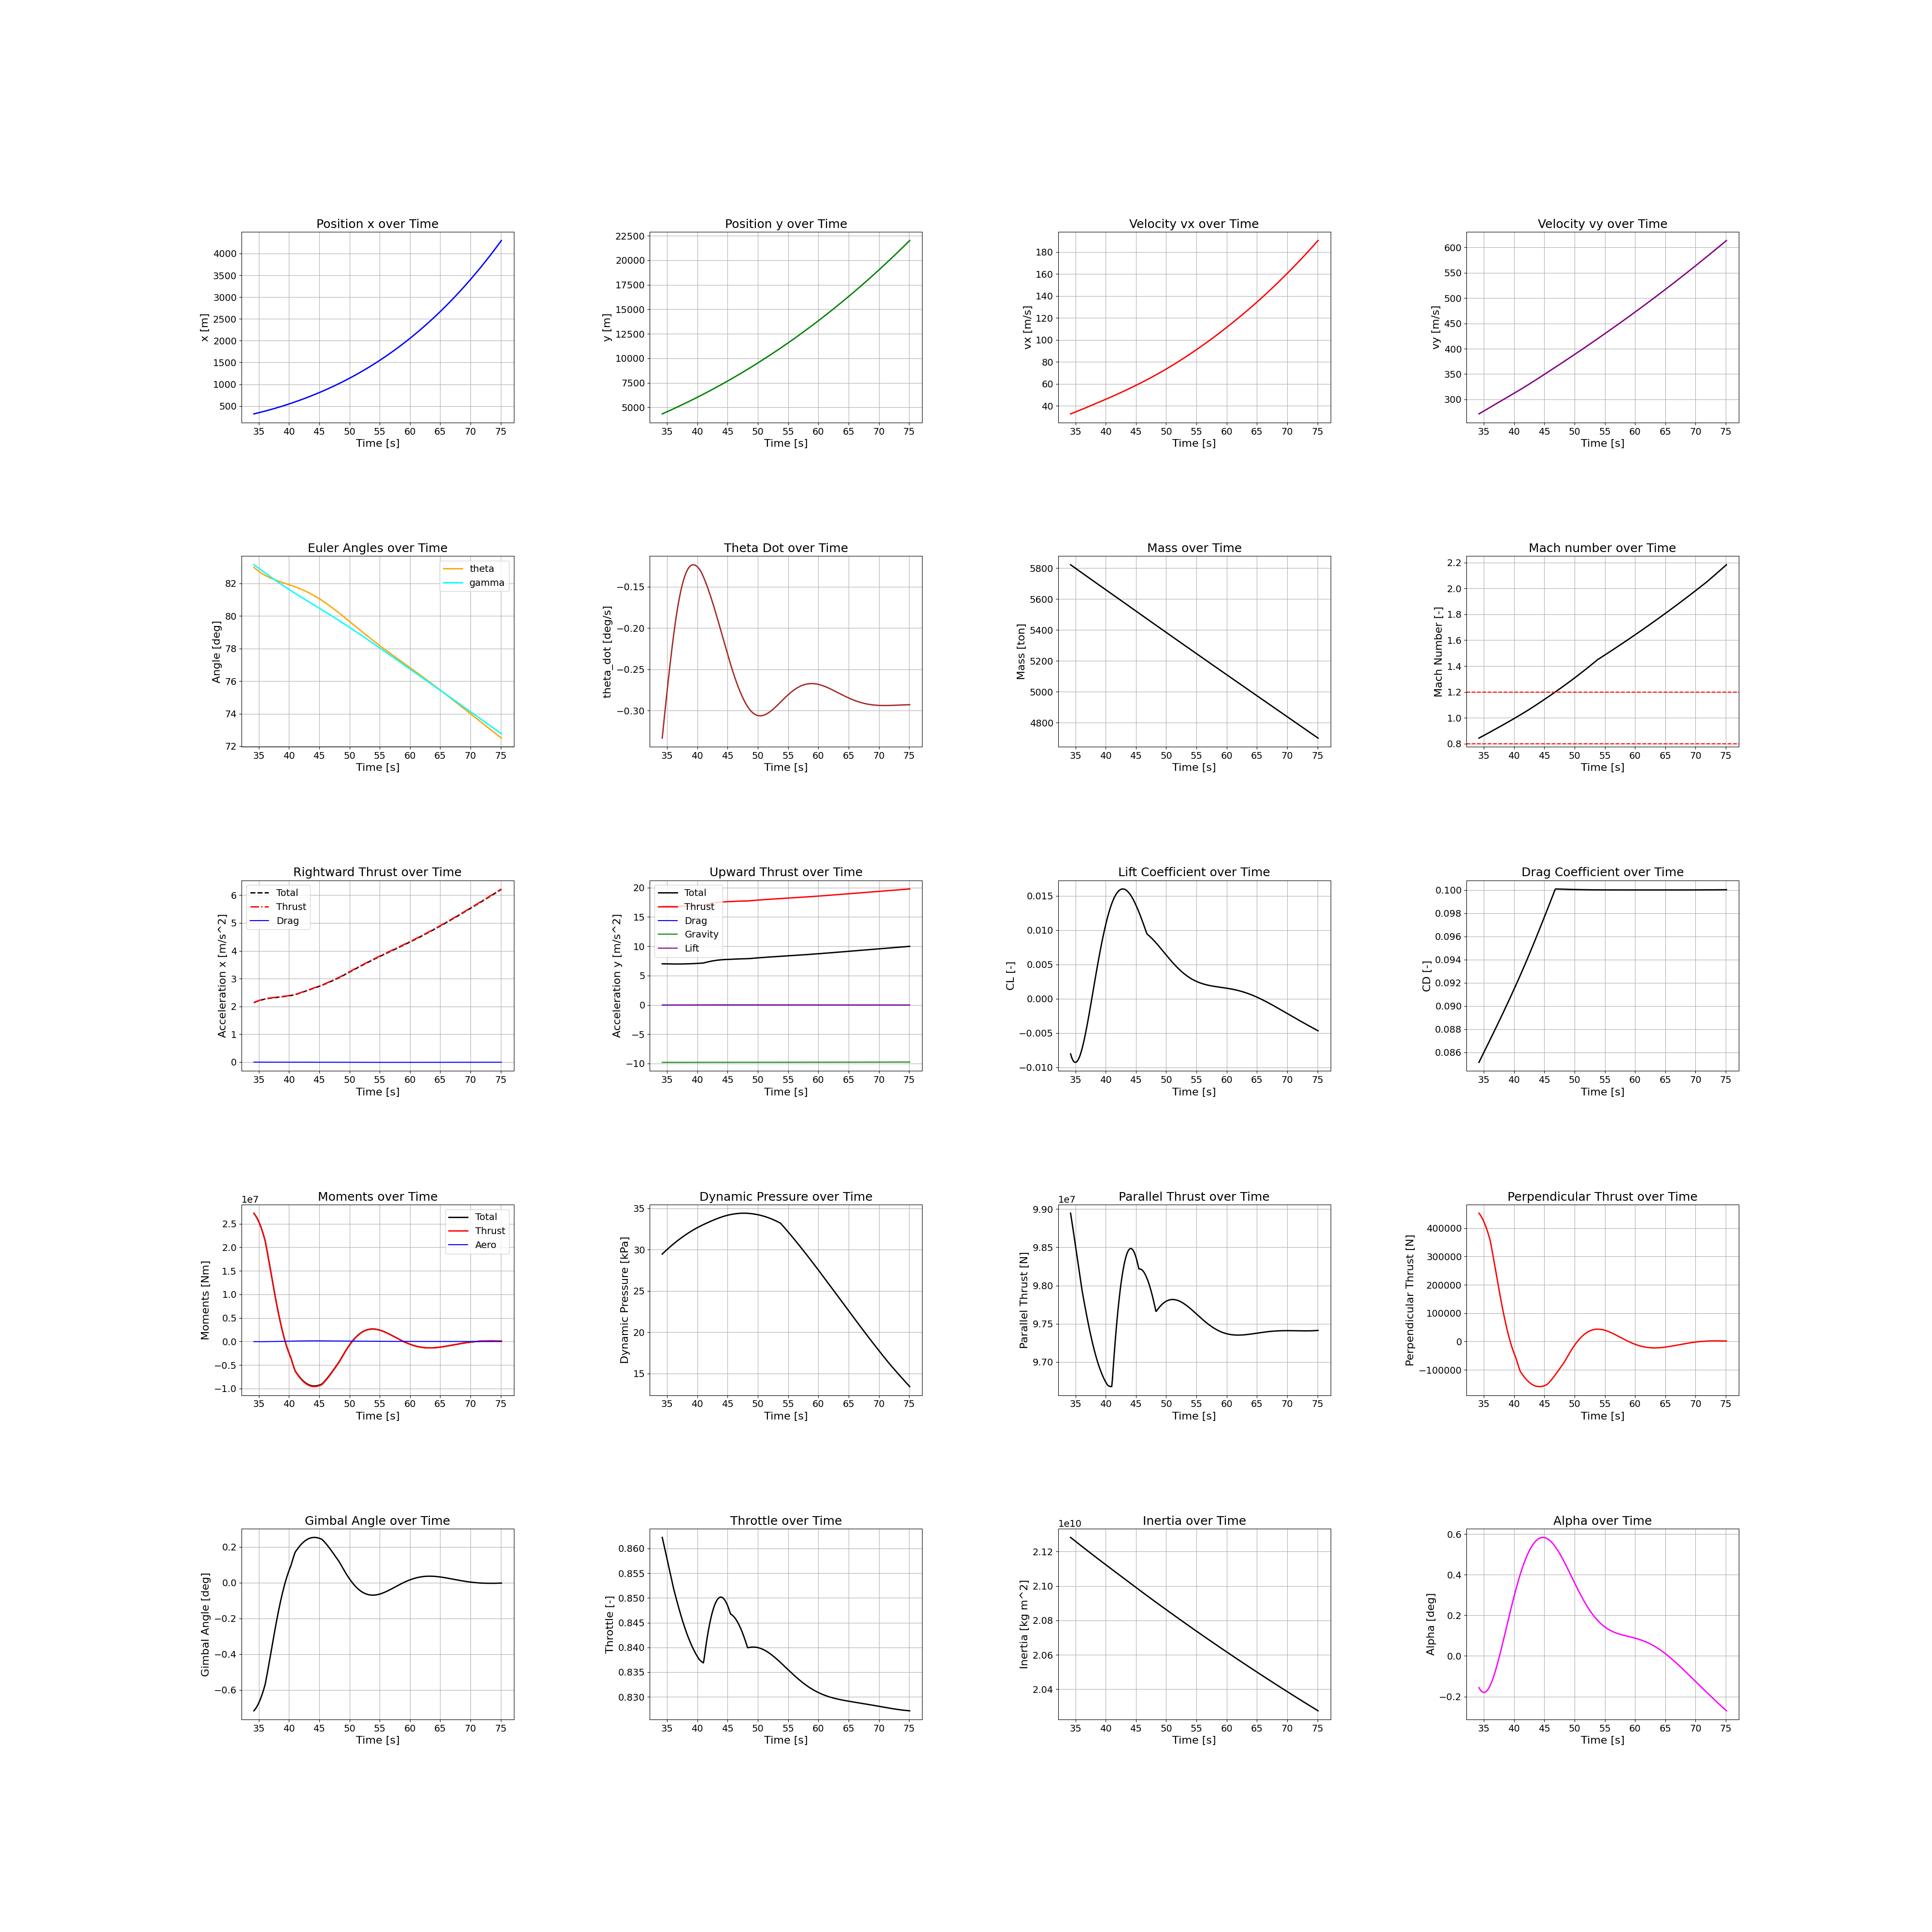 Position x over Time
x [m]
4000
3500
3000
2500
2000
1500
1000
500
35 40 45 50 55 60 65 70 75
Time [s]
Position y over Time
y [m]
22500
20000
17500
15000
12500
10000
7500
5000
35 40 45 50 55 60 65 70 75
Time [s]
Velocity vx over Time
vx [m/s]
180
160
140
120
100
80
60
40
35 40 45 50 55 60 65 70 75
Time [s]
Velocity vy over Time
vy [m/s]
600
550
500
450
400
350
300
35 40 45 50 55 60 65 70 75
Time [s]
Euler Angles over Time
Angle [deg]
82
80
78
76
74
72
theta
gamma
35 40 45 50 55 60 65 70 75
Time [s]
Theta Dot over Time
theta_dot [deg/s]
−0.15
−0.20
−0.25
−0.30
35 40 45 50 55 60 65 70 75
Time [s]
Mass over Time
Mass [ton]
5800
5600
5400
5200
5000
4800
35 40 45 50 55 60 65 70 75
Time [s]
Mach number over Time
Mach Number [-]
2.2
2.0
1.8
1.6
1.4
1.2
1.0
0.8
35 40 45 50 55 60 65 70 75
Time [s]
Rightward Thrust over Time
Acceleration x [m/s^2]
6
5
4
3
2
1
0
Total
Thrust
Drag
35 40 45 50 55 60 65 70 75
Time [s]
Upward Thrust over Time
Acceleration y [m/s^2]
20
15
10
5
0
−5
−10
Total
Thrust
Drag
Gravity
Lift
35 40 45 50 55 60 65 70 75
Time [s]
Lift Coefficient over Time
CL [-]
0.015
0.010
0.005
0.000
−0.005
−0.010
35 40 45 50 55 60 65 70 75
Time [s]
Drag Coefficient over Time
CD [-]
0.100
0.098
0.096
0.094
0.092
0.090
0.088
0.086
35 40 45 50 55 60 65 70 75
Time [s]
Moments over Time
1e7
Moments [Nm]
2.5
2.0
1.5
1.0
0.5
0.0
−0.5
−1.0
Total
Thrust
Aero
35 40 45 50 55 60 65 70 75
Time [s]
Dynamic Pressure over Time
Dynamic Pressure [kPa]
35
30
25
20
15
35 40 45 50 55 60 65 70 75
Time [s]
Parallel Thrust over Time
1e7
Parallel Thrust [N]
9.90
9.85
9.80
9.75
9.70
35 40 45 50 55 60 65 70 75
Time [s]
Perpendicular Thrust over Time
Perpendicular Thrust [N]
400000
300000
200000
100000
0
−100000
35 40 45 50 55 60 65 70 75
Time [s]
Gimbal Angle over Time
Gimbal Angle [deg]
0.2
0.0
−0.2
−0.4
−0.6
35 40 45 50 55 60 65 70 75
Time [s]
Throttle over Time
Throttle [-]
0.860
0.855
0.850
0.845
0.840
0.835
0.830
35 40 45 50 55 60 65 70 75
Time [s]
Inertia over Time
1e10
Inertia [kg m^2]
2.12
2.10
2.08
2.06
2.04
35 40 45 50 55 60 65 70 75
Time [s]
Alpha over Time
Alpha [deg]
0.6
0.4
0.2
0.0
−0.2
35 40 45 50 55 60 65 70 75
Time [s]